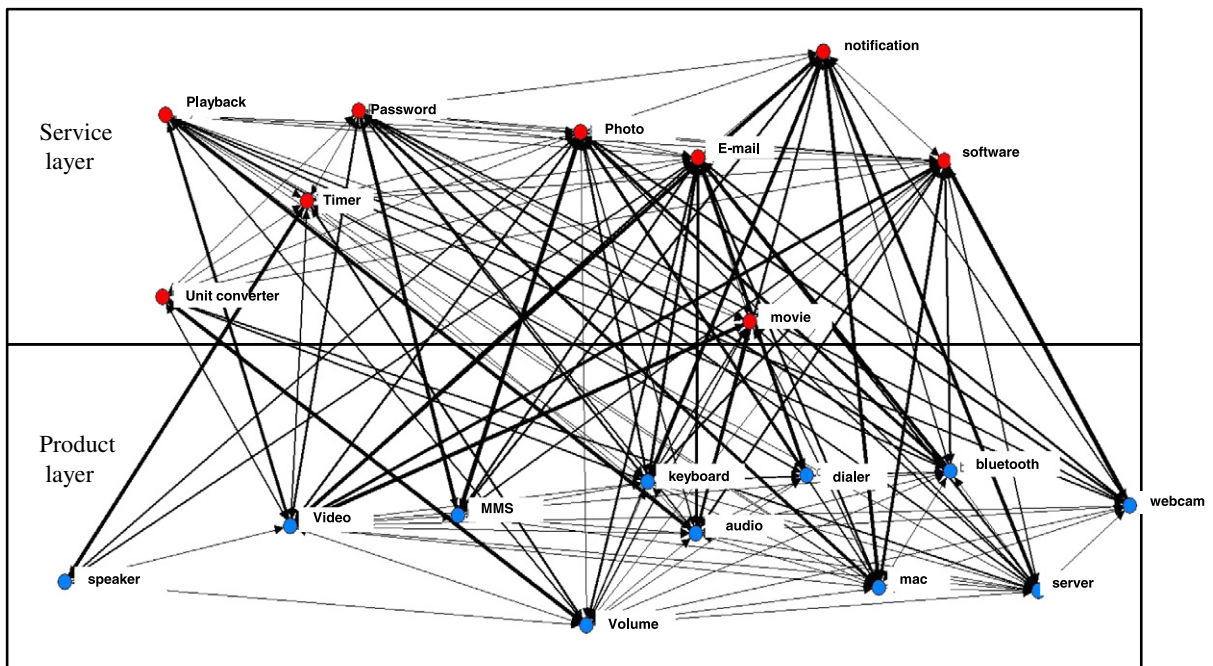 notification
Playback
Password
Photo
Service
layer
E-mail
software
Timer
Unit converter
movie
Product
layer
keyboard
dialer
bluetooth
webcam
Video
MMS
audio
speaker
mac
server
Volume